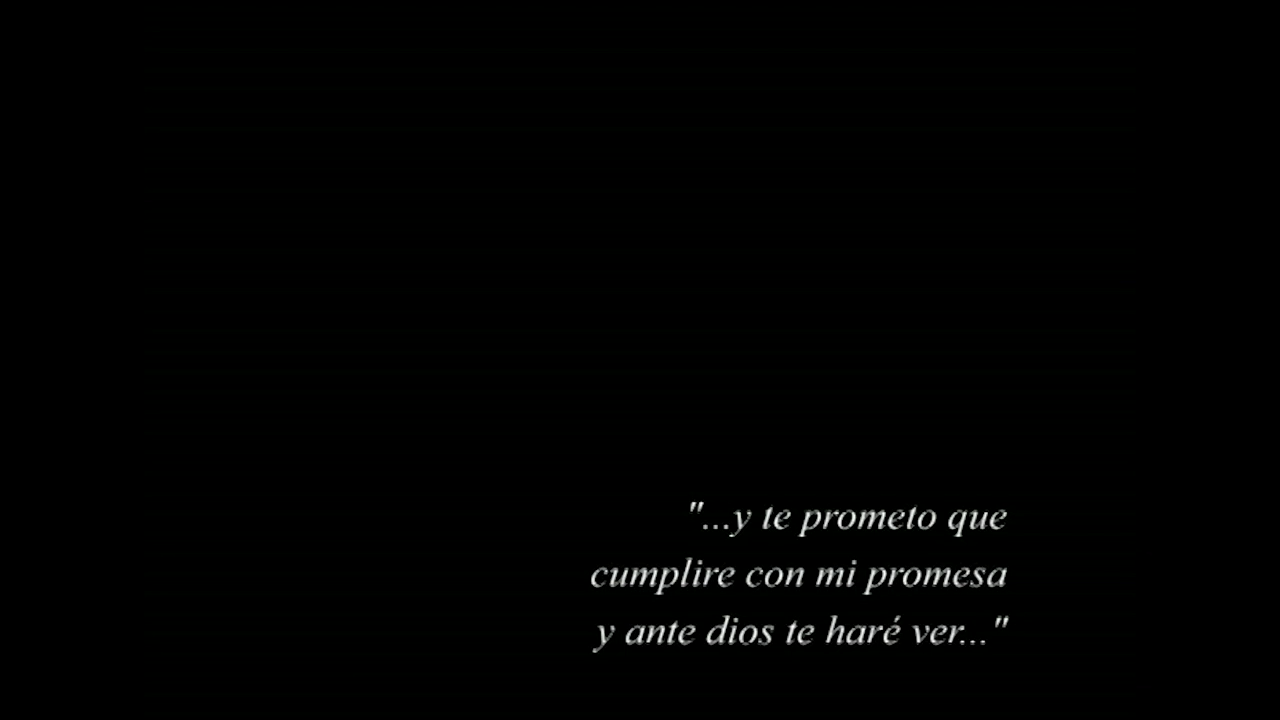 "...y te prometo que
cumplire con mi promesa
y ante dios te haré ver..."